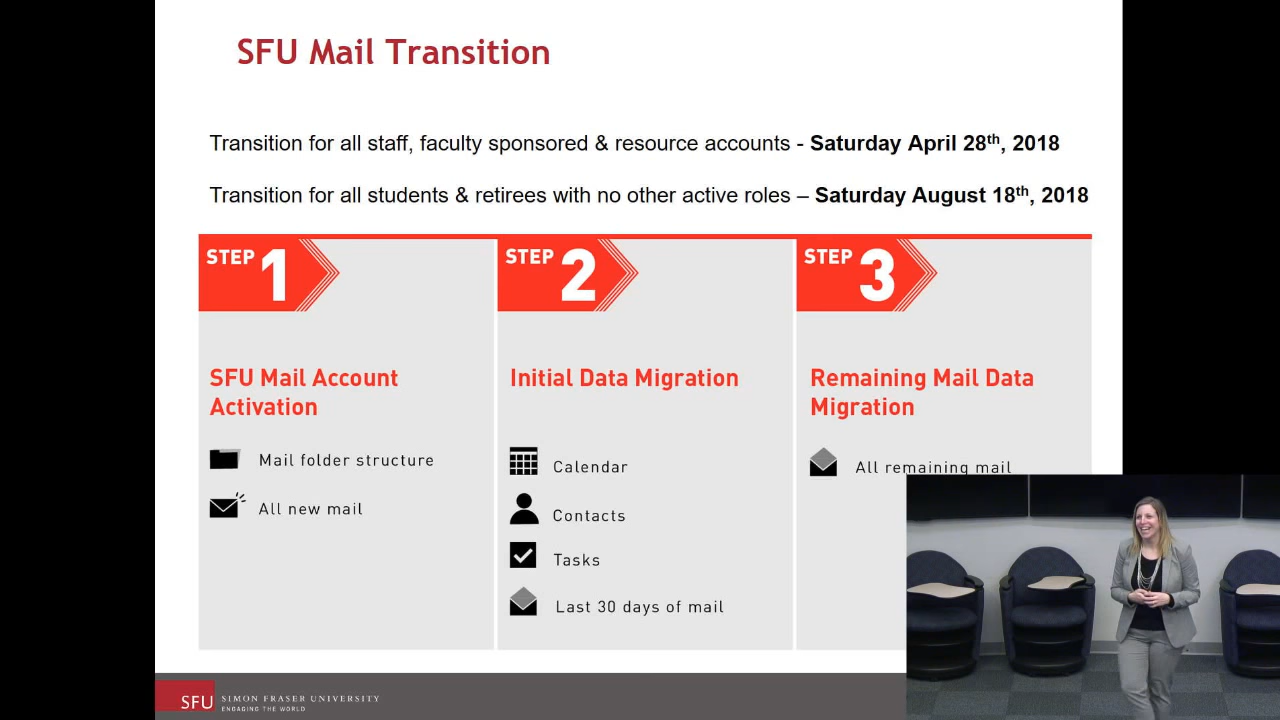 SFU Mail Transition
Transition for all staff, faculty sponsored & resource accounts - Saturday April 28th, 2018
Transition for all students & retirees with no other active roles – Saturday August 18th, 2018
STEP 1
SFU Mail Account
Activation
Mail folder structure
All new mail
STEP 2
Initial Data Migration
Calendar
Contacts
Tasks
Last 30 days of mail
STEP 3
Remaining Mail Data
Migration
All remaining mail
SFU SIMON FRASER UNIVERSITY
ENGAGING THE WORLD